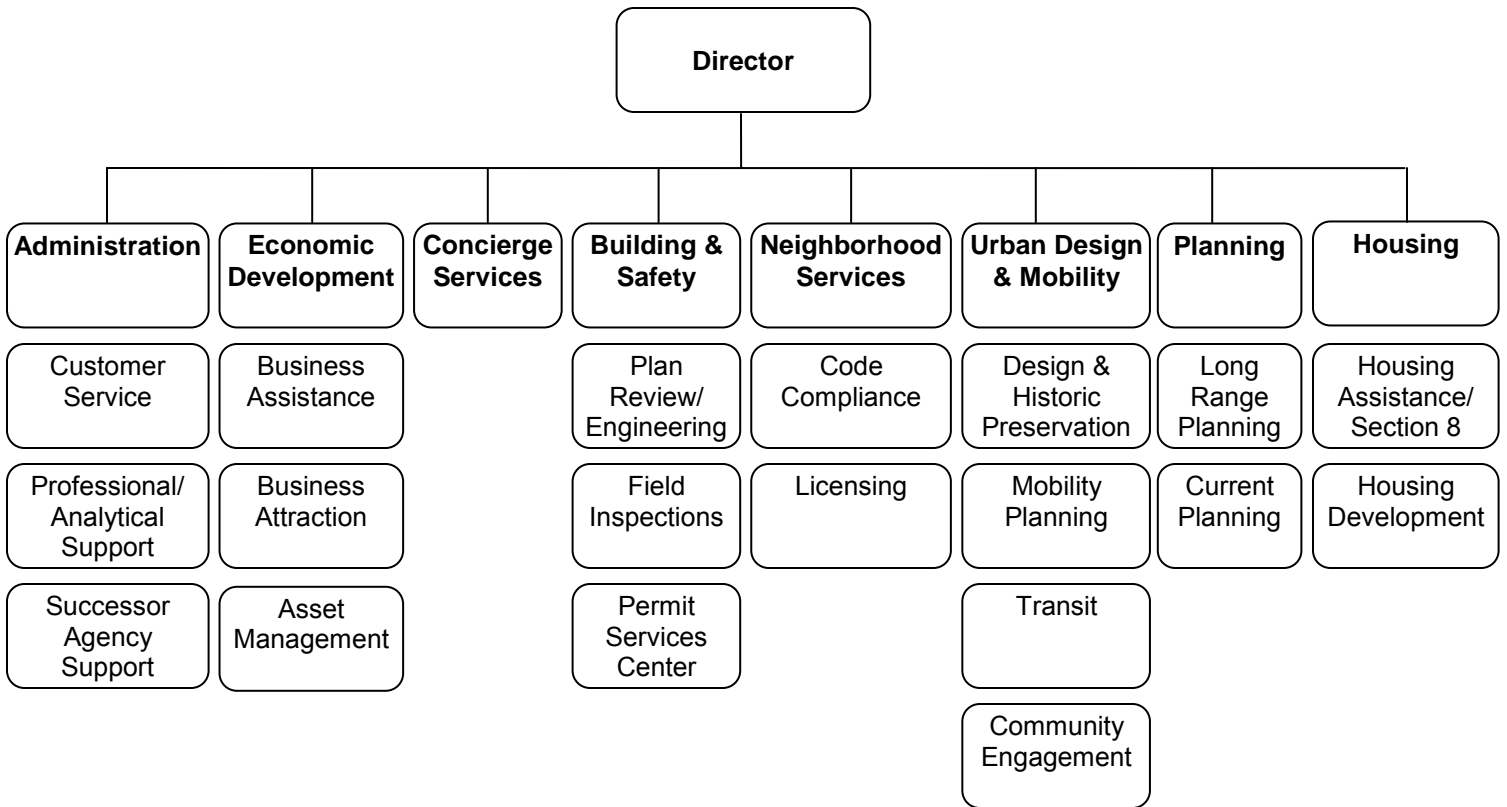 Director
Administration
Economic
Development
Concierge
Services
Building &
Safety
Neighborhood
Services
Urban Design
& Mobility
Planning
Housing
Customer
Service
Business
Assistance
Plan
Review/
Engineering
Code
Compliance
Design &
Historic
Preservation
Long
Range
Planning
Housing
Assistance/
Section 8
Professional/
Analytical
Support
Business
Attraction
Field
Inspections
Licensing
Mobility
Planning
Current
Planning
Housing
Development
Successor
Agency
Support
Asset
Management
Permit
Services
Center
Transit
Community
Engagement